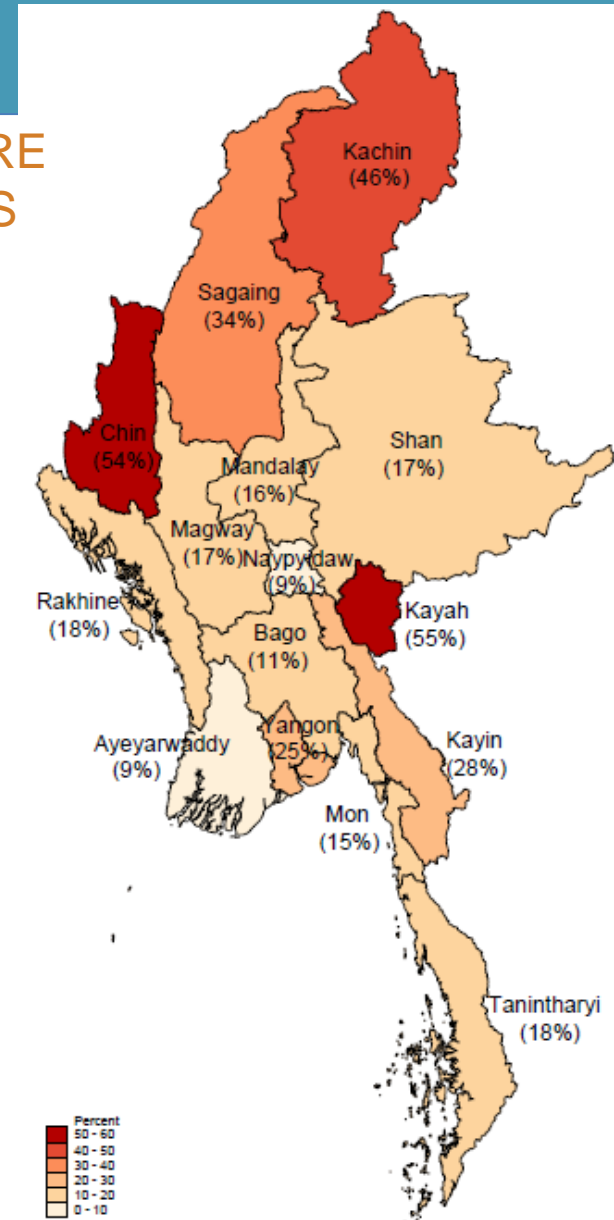 RE
S
Kachin
(46%)
Sagaing
(34%)
Chin
(54%)
Shan
(17%)
Mandalay
(16%)
Magway
(17%)
Naypyidaw
(9%)
Rakhine
(18%)
Kayah
(55%)
Bago
(11%)
Ayeyarwaddy
(9%)
Yangon
(25%)
Kayin
(28%)
Mon
(15%)
Tanintharyi
(18%)
Percent
50 - 60
40 - 50
30 - 40
20 - 30
10 - 20
0 - 10